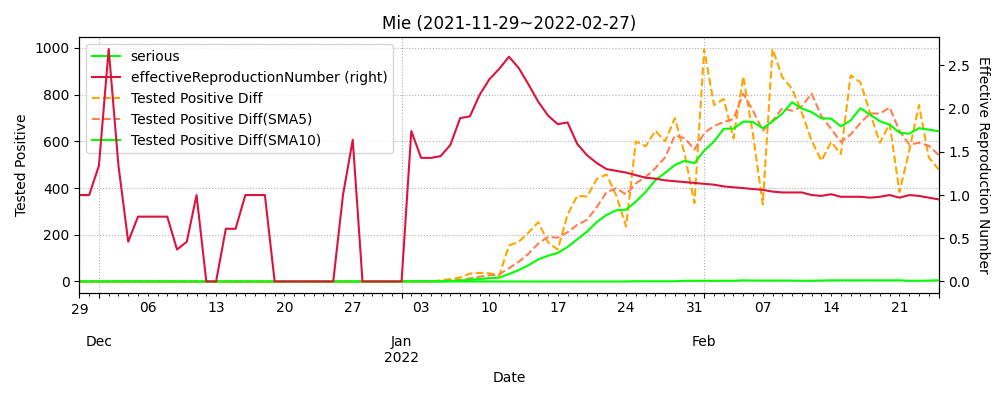 Mie (2021-11-29~2022-02-27)
serious
effectiveReproductionNumber (right)
Tested Positive Diff
Tested Positive Diff(SMA5)
Tested Positive Diff(SMA10)
Tested Positive
1000
800
600
400
200
0
Effective Reproduction Number
2.5
2.0
1.5
1.0
0.5
0.0
29 06 13 20 27 03 10 17 24 31 07 14 21
Dec Jan Feb
2022
Date